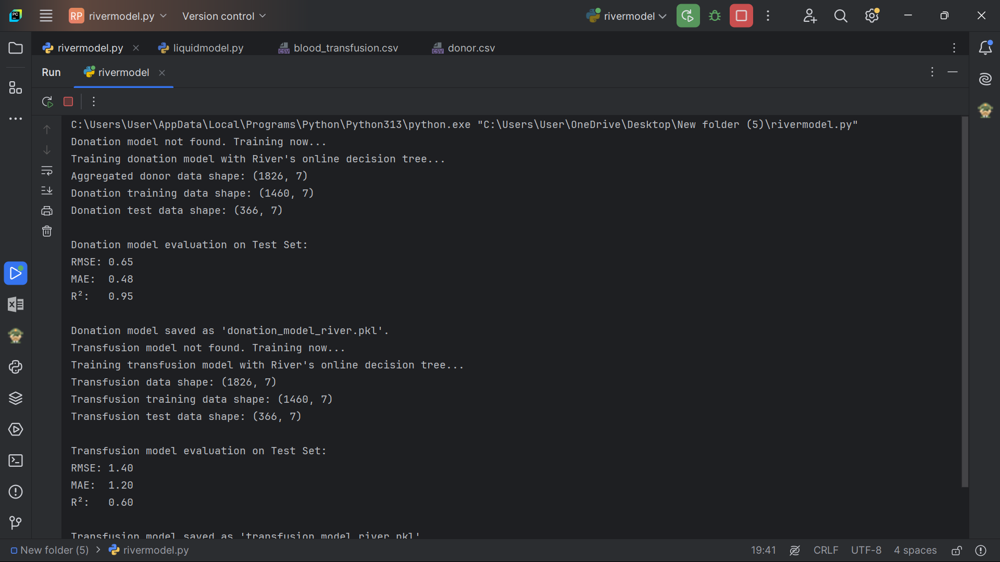 RP rivermodel.py Version control rivermodel
rivermodel.py liquidmodel.py blood_transfusion.csv donor.csv
Run rivermodel
C:\Users\User\AppData\Local\Programs\Python\Python313\python.exe "C:\Users\User\OneDrive\Desktop\New folder (5)\rivermodel.py"
Donation model not found. Training now...
Training donation model with River's online decision tree...
Aggregated donor data shape: (1826, 7)
Donation training data shape: (1460, 7)
Donation test data shape: (366, 7)
Donation model evaluation on Test Set:
RMSE: 0.65
MAE:  0.48
R²:   0.95
Donation model saved as 'donation_model_river.pkl'.
Transfusion model not found. Training now...
Training transfusion model with River's online decision tree...
Transfusion data shape: (1826, 7)
Transfusion training data shape: (1460, 7)
Transfusion test data shape: (366, 7)
Transfusion model evaluation on Test Set:
RMSE: 1.40
MAE:  1.20
R²:   0.60
Transfusion model saved as 'transfusion_model_river.pkl'
New folder (5) > rivermodel.py 19:41 CRLF UTF-8 4 spaces